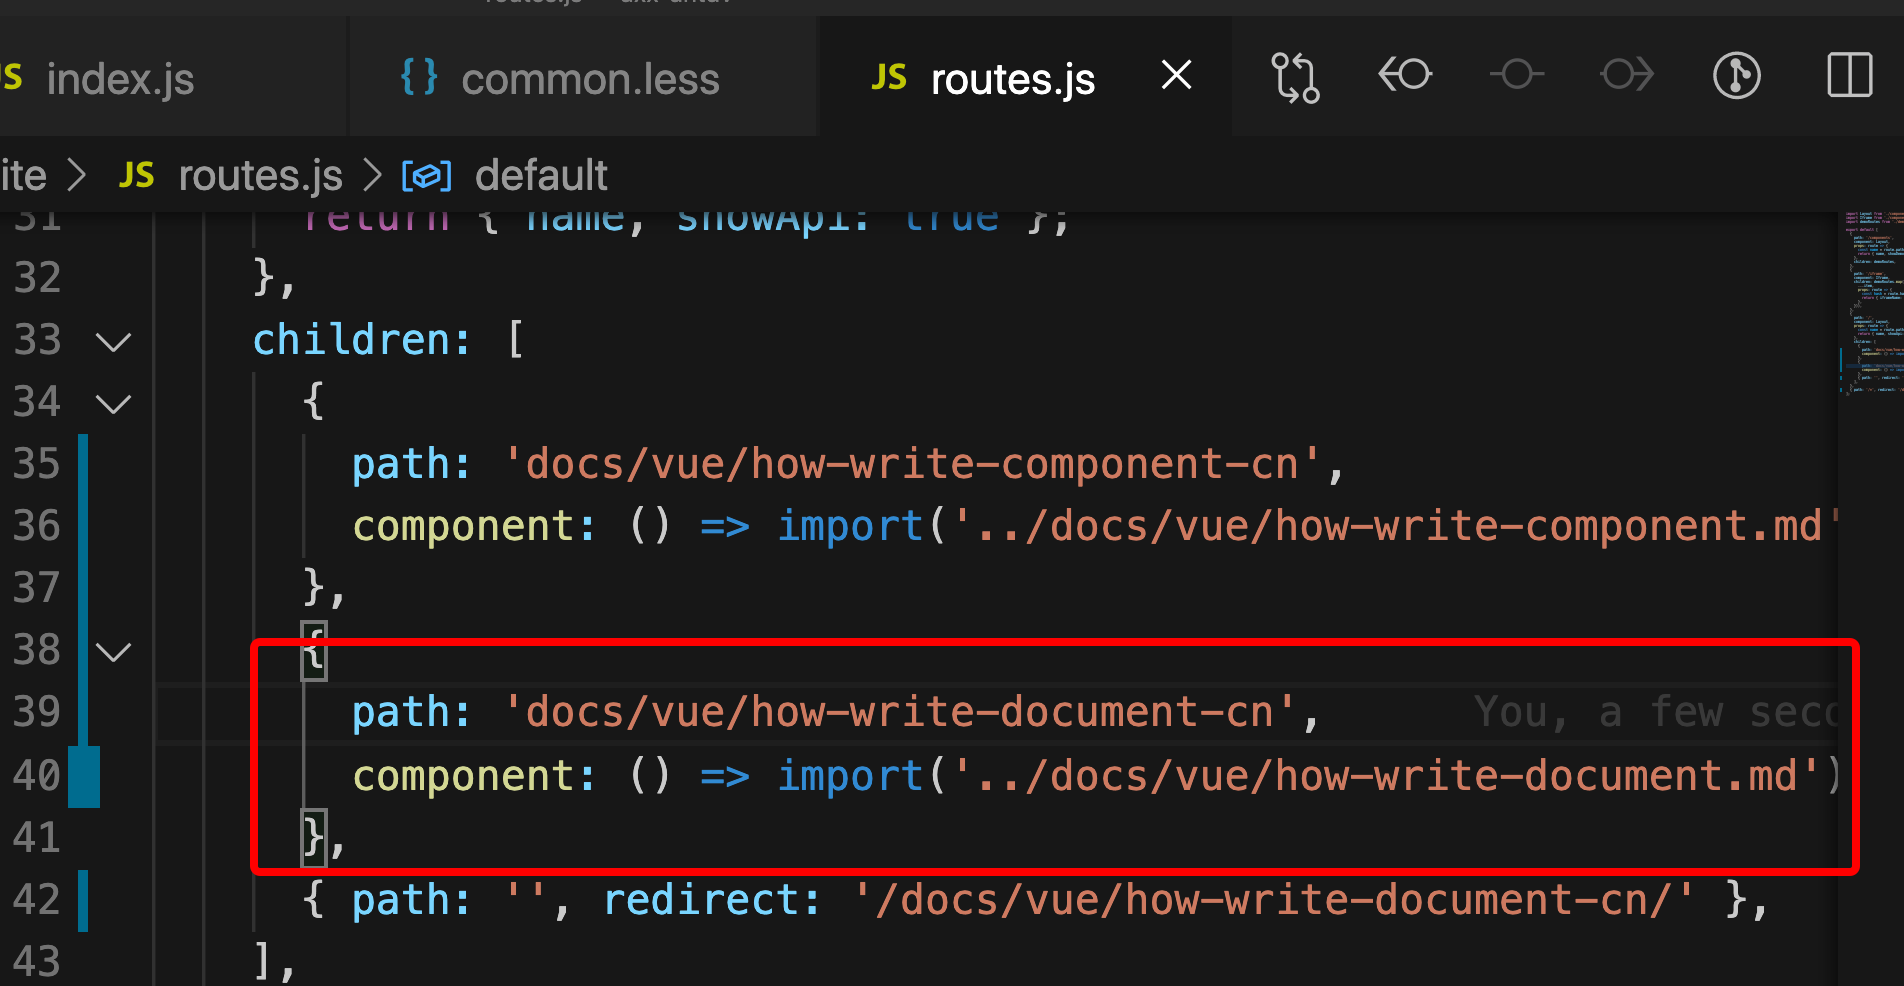 JS index.js
{} common.less
JS routes.js
ite > JS routes.js > default
31 return { name, showApi: true };
32 },
33 children: [
34 {
35 path: 'docs/vue/how-write-component-cn',
36 component: () => import('../docs/vue/how-write-component.md'
37 },
38 {
39 path: 'docs/vue/how-write-document-cn', You, a few seco
40 component: () => import('../docs/vue/how-write-document.md')
41 },
42 { path: '', redirect: '/docs/vue/how-write-document-cn/' },
43 ],